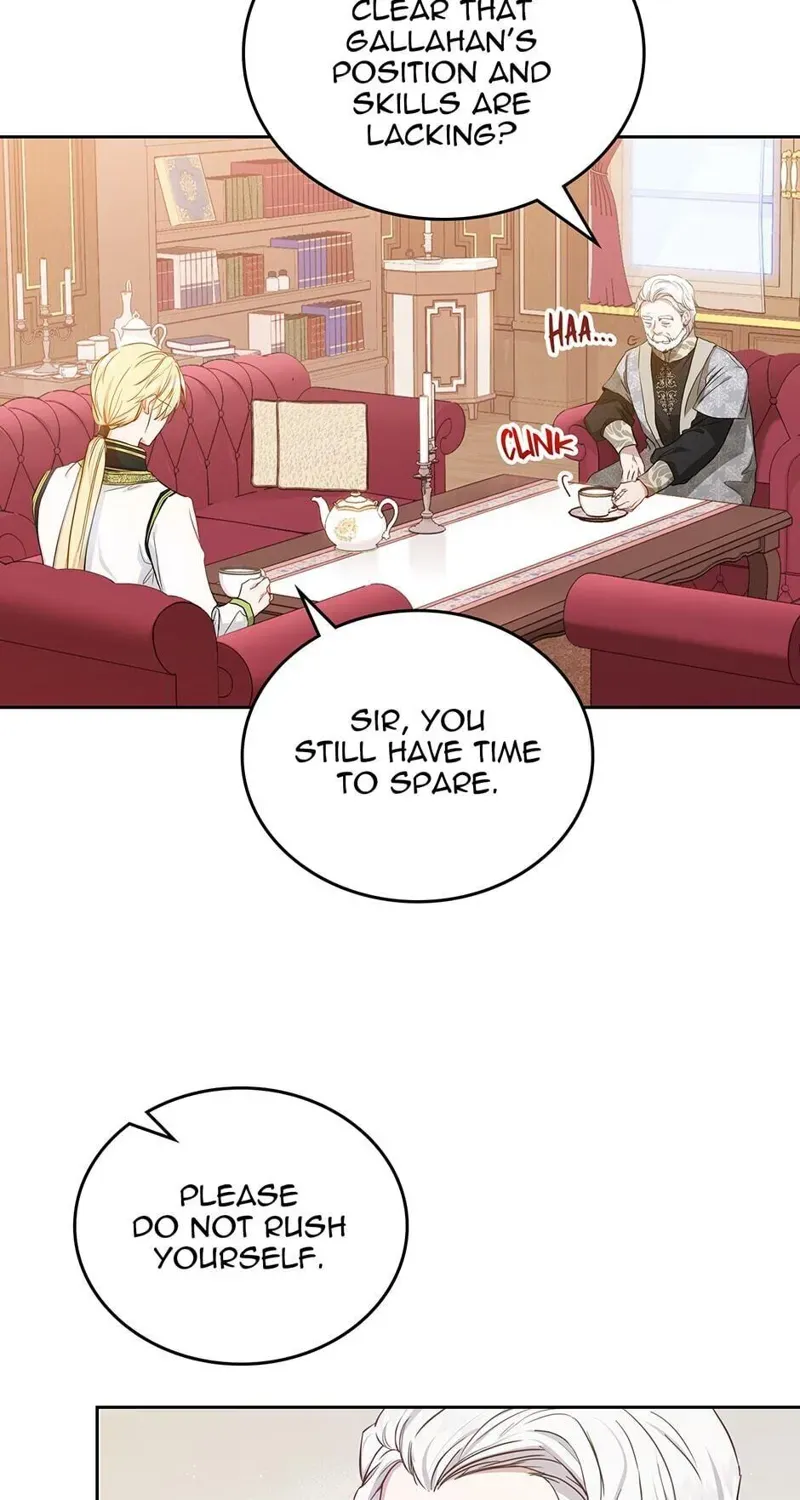 CLEAR THAT
GALLAHAN'S
POSITION AND
SKILLS ARE
LACKING?
HAA...
CLINK
SIR, YOU
STILL HAVE TIME
TO SPARE.
PLEASE
DO NOT RUSH
YOURSELF.